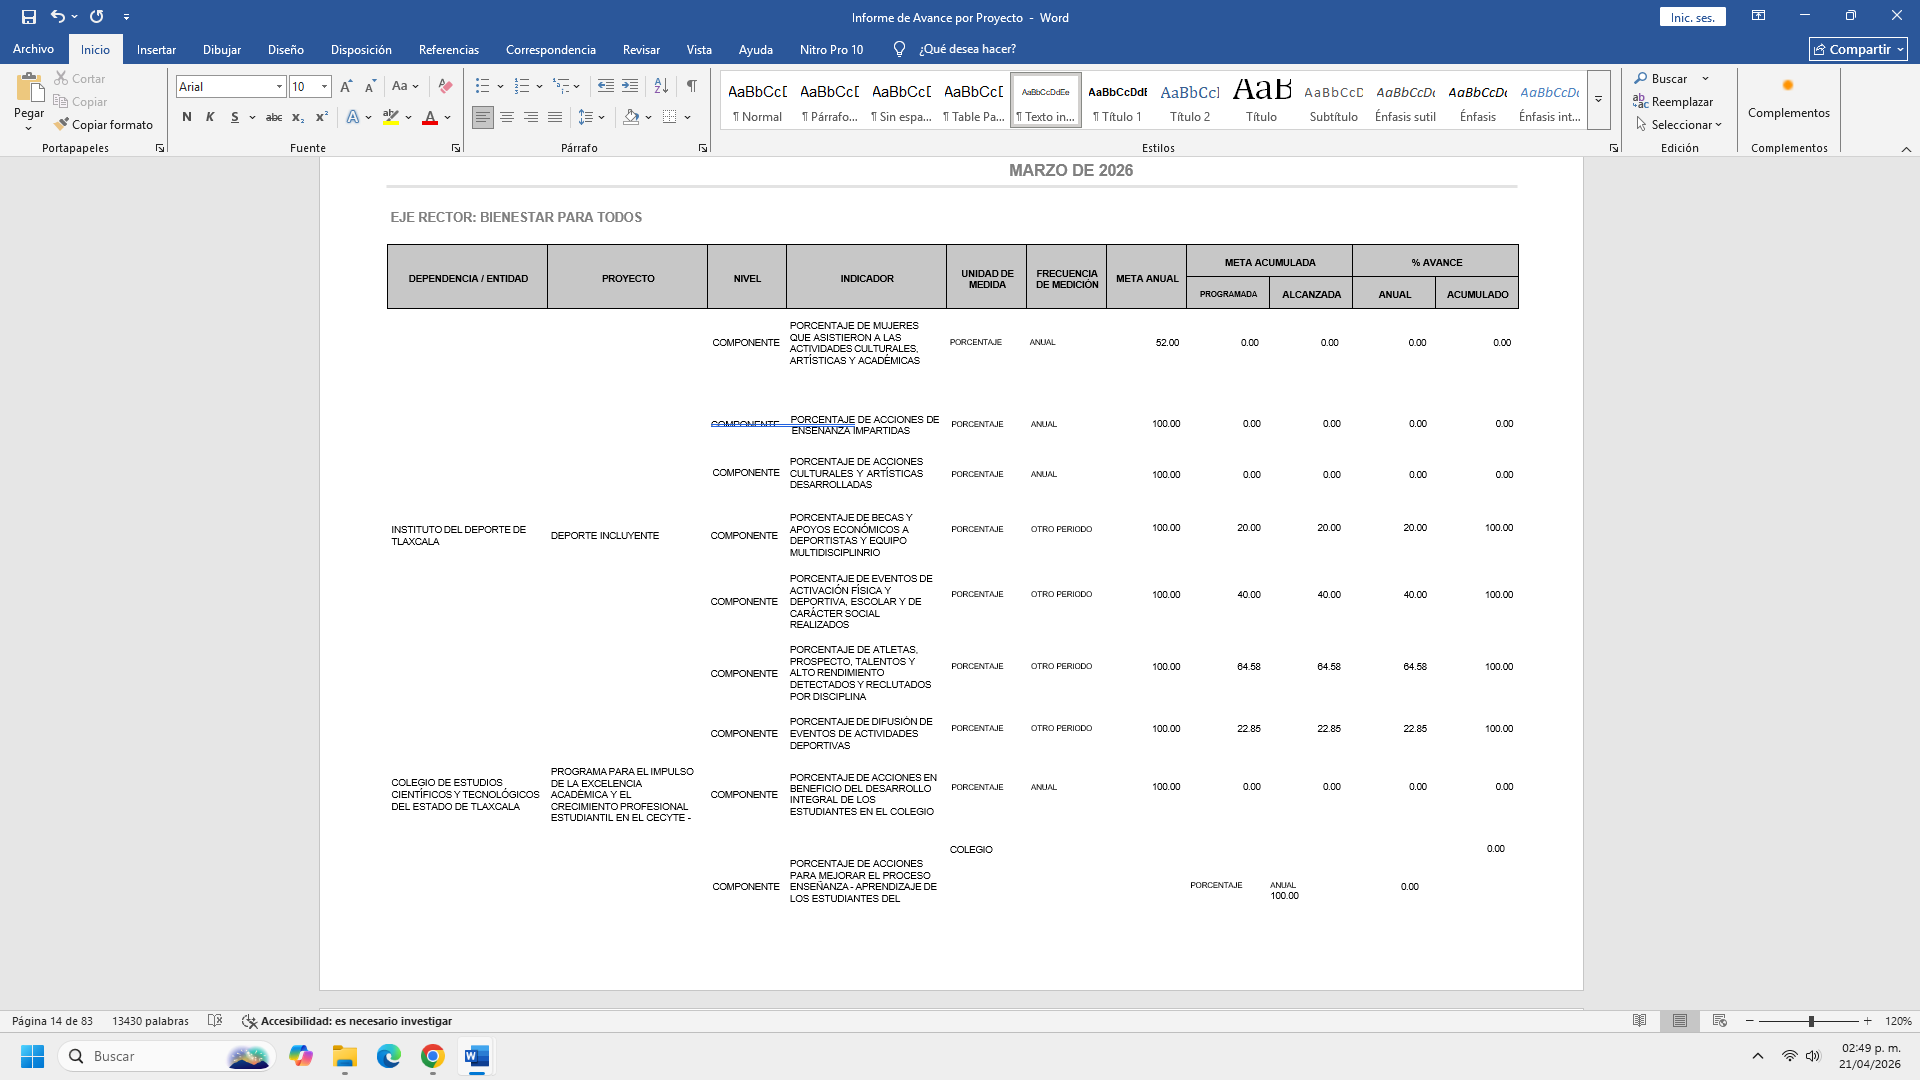 Informe de Avance por Proyecto - Word
Inic. ses.
Archivo Inicio Insertar Dibujar Diseño Disposición Referencias Correspondencia Revisar Vista Ayuda Nitro Pro 10 ¿Qué desea hacer? Compartir
Pegar
Cortar
Copiar
Copiar formato
Portapapeles
Arial 10
N K S abc x₂ x²
Fuente
Párrafo
AaBbCcI AaBbCcI AaBbCcI AaBbCcI AaBbCcDdEe AaBbCcDdE AaBbCcI AaB AaBbCcD AaBbCcDc AaBbCcDc AaBbCcDc
¶ Normal ¶ Párrafo... ¶ Sin espa... ¶ Table Pa... ¶ Texto in... ¶ Título 1 Título 2 Título Subtítulo Énfasis sutil Énfasis Énfasis int...
Estilos
Buscar
Reemplazar
Seleccionar
Edición
Complementos
Complementos
MARZO DE 2026
EJE RECTOR: BIENESTAR PARA TODOS
DEPENDENCIA / ENTIDAD PROYECTO NIVEL INDICADOR UNIDAD DE MEDIDA FRECUENCIA DE MEDICIÓN META ANUAL META ACUMULADA % AVANCE
PROGRAMADA ALCANZADA ANUAL ACUMULADO
COMPONENTE
PORCENTAJE DE MUJERES
QUE ASISTIERON A LAS
ACTIVIDADES CULTURALES,
ARTÍSTICAS Y ACADÉMICAS
PORCENTAJE ANUAL 52.00 0.00 0.00 0.00 0.00
COMPONENTE
PORCENTAJE DE ACCIONES DE
ENSEÑANZA IMPARTIDAS
PORCENTAJE ANUAL 100.00 0.00 0.00 0.00 0.00
COMPONENTE
PORCENTAJE DE ACCIONES
CULTURALES Y ARTÍSTICAS
DESARROLLADAS
PORCENTAJE ANUAL 100.00 0.00 0.00 0.00 0.00
INSTITUTO DEL DEPORTE DE
TLAXCALA
DEPORTE INCLUYENTE
COMPONENTE
PORCENTAJE DE BECAS Y
APOYOS ECONÓMICOS A
DEPORTISTAS Y EQUIPO
MULTIDISCIPLINRIO
PORCENTAJE OTRO PERIODO 100.00 20.00 20.00 20.00 100.00
COMPONENTE
PORCENTAJE DE EVENTOS DE
ACTIVACIÓN FÍSICA Y
DEPORTIVA, ESCOLAR Y DE
CARÁCTER SOCIAL
REALIZADOS
PORCENTAJE OTRO PERIODO 100.00 40.00 40.00 40.00 100.00
COMPONENTE
PORCENTAJE DE ATLETAS,
PROSPECTO, TALENTOS Y
ALTO RENDIMIENTO
DETECTADOS Y RECLUTADOS
POR DISCIPLINA
PORCENTAJE OTRO PERIODO 100.00 64.58 64.58 64.58 100.00
COMPONENTE
PORCENTAJE DE DIFUSIÓN DE
EVENTOS DE ACTIVIDADES
DEPORTIVAS
PORCENTAJE OTRO PERIODO 100.00 22.85 22.85 22.85 100.00
COLEGIO DE ESTUDIOS
CIENTÍFICOS Y TECNOLÓGICOS
DEL ESTADO DE TLAXCALA
PROGRAMA PARA EL IMPULSO
DE LA EXCELENCIA
ACADÉMICA Y EL
CRECIMIENTO PROFESIONAL
ESTUDIANTIL EN EL CECYTE -
COMPONENTE
PORCENTAJE DE ACCIONES EN
BENEFICIO DEL DESARROLLO
INTEGRAL DE LOS
ESTUDIANTES EN EL COLEGIO
PORCENTAJE ANUAL 100.00 0.00 0.00 0.00 0.00
COLEGIO 0.00
COMPONENTE
PORCENTAJE DE ACCIONES
PARA MEJORAR EL PROCESO
ENSEÑANZA - APRENDIZAJE DE
LOS ESTUDIANTES DEL
PORCENTAJE ANUAL 0.00
100.00
Página 14 de 83 13430 palabras Accesibilidad: es necesario investigar 120%
Buscar
02:49 p. m.
21/04/2026